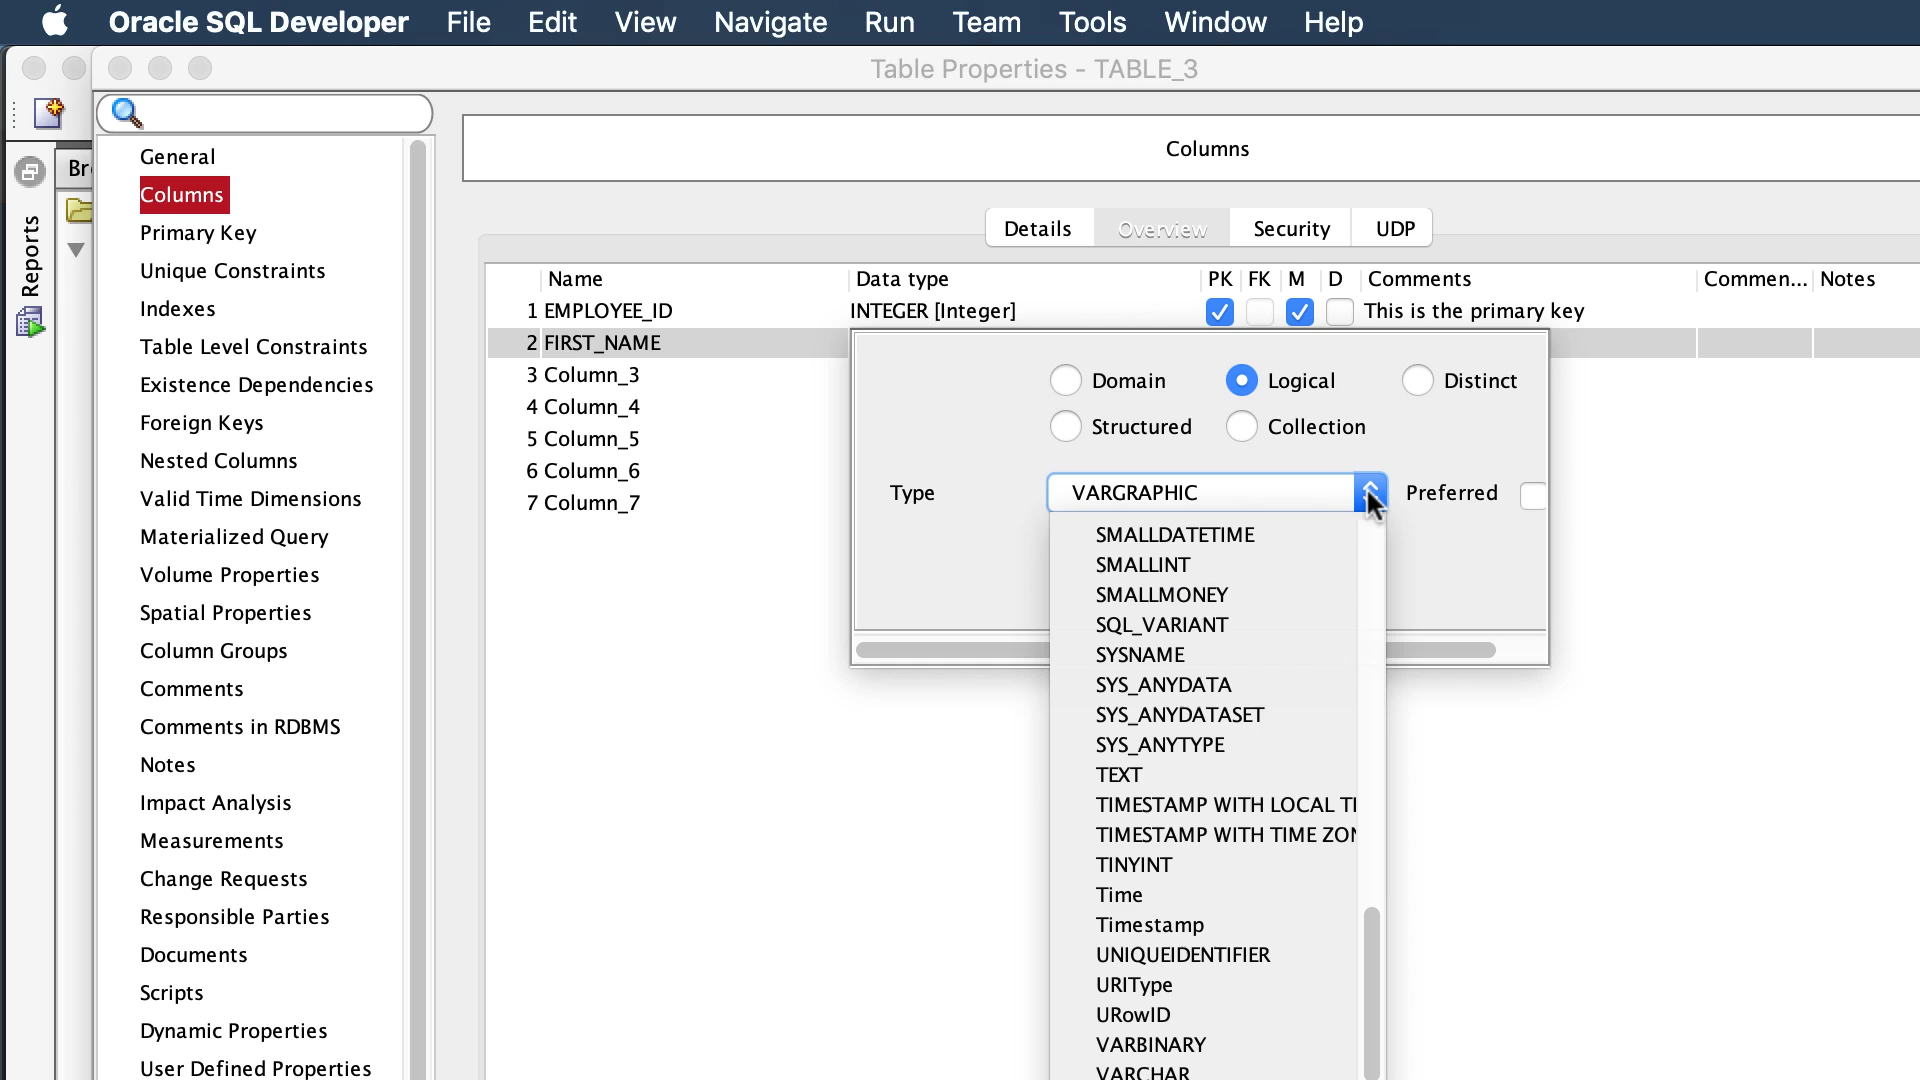 Oracle SQL Developer File Edit View Navigate Run Team Tools Window Help
Table Properties - TABLE_3
Reports
General
Columns
Primary Key
Unique Constraints
Indexes
Table Level Constraints
Existence Dependencies
Foreign Keys
Nested Columns
Valid Time Dimensions
Materialized Query
Volume Properties
Spatial Properties
Column Groups
Comments
Comments in RDBMS
Notes
Impact Analysis
Measurements
Change Requests
Responsible Parties
Documents
Scripts
Dynamic Properties
User Defined Properties
Columns
Details Overview Security UDP
Name Data type PK FK M D Comments Commen... Notes
1 EMPLOYEE_ID INTEGER [Integer] This is the primary key
2 FIRST_NAME
3 Column_3
4 Column_4
5 Column_5
6 Column_6
7 Column_7
Domain Logical Distinct
Structured Collection
Type VARGRAPHIC Preferred
SMALLDATETIME
SMALLINT
SMALLMONEY
SQL_VARIANT
SYSNAME
SYS_ANYDATA
SYS_ANYDATASET
SYS_ANYTYPE
TEXT
TIMESTAMP WITH LOCAL TI
TIMESTAMP WITH TIME ZON
TINYINT
Time
Timestamp
UNIQUEIDENTIFIER
URIType
URowID
VARBINARY
VARCHAR